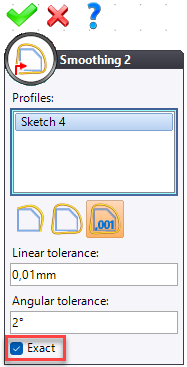 Smoothing 2
Profiles:
Sketch 4
.001
Linear tolerance:
0,01mm
Angular tolerance:
2°
Exact